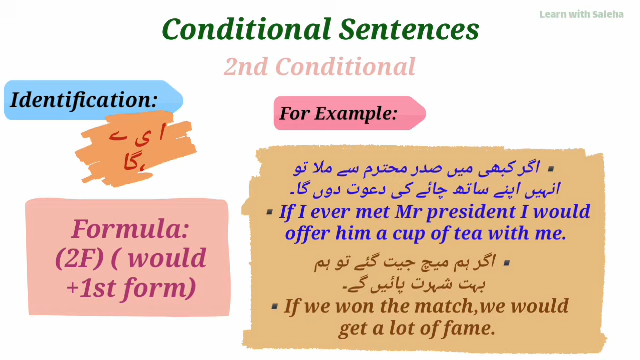 Learn with Saleha
Conditional Sentences
2nd Conditional
Identification:
ا ی ے
،گا
Formula:
(2F) ( would
+1st form)
For Example:
▪ اگر کبھی میں صدر محترم سے ملا تو
انہیں اپنے ساتھ چائے کی دعوت دوں گا۔
▪ If I ever met Mr president I would
offer him a cup of tea with me.
▪ اگر ہم میچ جیت گئے تو ہم
بہت شہرت پائیں گے۔
▪ If we won the match,we would
get a lot of fame.